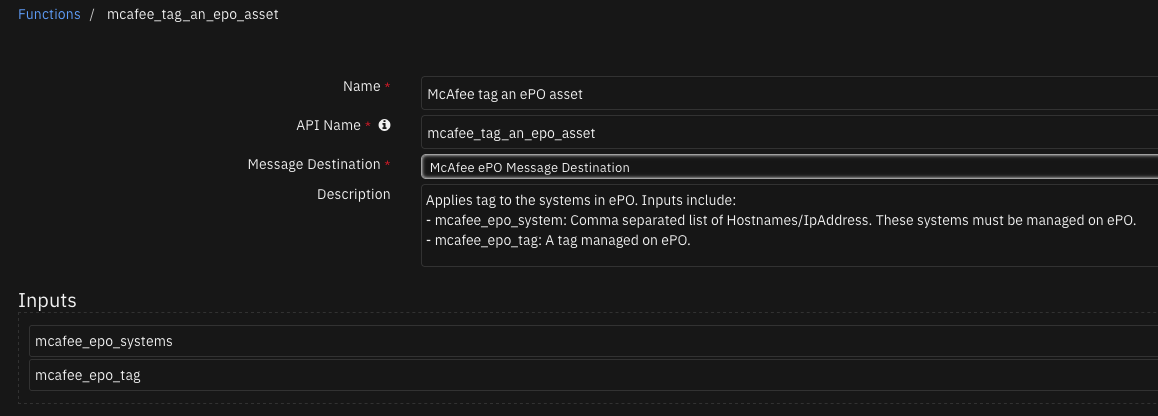 Functions / mcafee_tag_an_epo_asset
Name * McAfee tag an ePO asset
API Name * mcafee_tag_an_epo_asset
Message Destination * McAfee ePO Message Destination
Description Applies tag to the systems in ePO. Inputs include:
- mcafee_epo_system: Comma separated list of Hostnames/IpAddress. These systems must be managed on ePO.
- mcafee_epo_tag: A tag managed on ePO.
Inputs
mcafee_epo_systems
mcafee_epo_tag